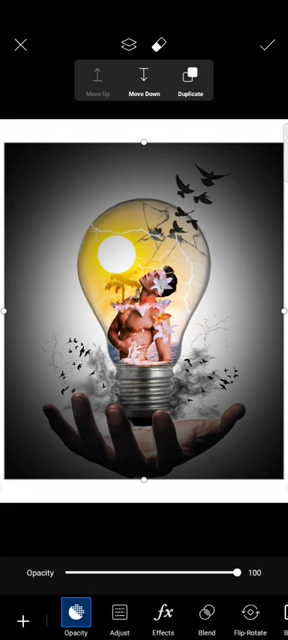 Move Up Move Down Duplicate
Opacity 100
Opacity Adjust Effects Blend Flip-Rotate